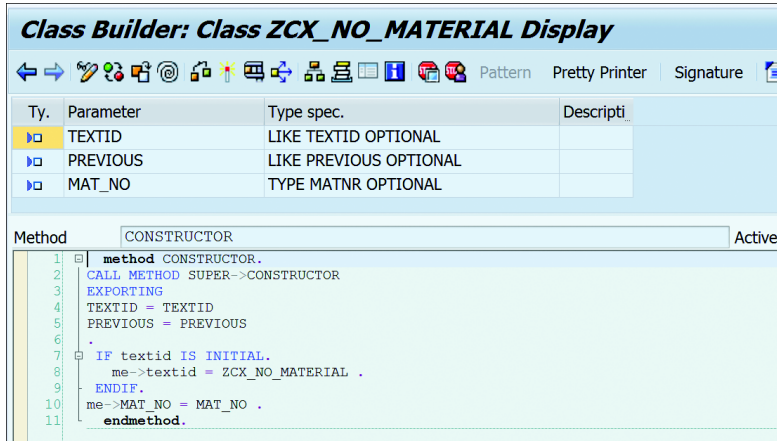 Class Builder: Class ZCX_NO_MATERIAL Display
Pattern Pretty Printer Signature
Ty. Parameter Type spec. Descripti
TEXTID LIKE TEXTID OPTIONAL
PREVIOUS LIKE PREVIOUS OPTIONAL
MAT_NO TYPE MATNR OPTIONAL
Method CONSTRUCTOR Active
1 method CONSTRUCTOR.
2 CALL METHOD SUPER->CONSTRUCTOR
3 EXPORTING
4 TEXTID = TEXTID
5 PREVIOUS = PREVIOUS
6 .
7 IF textid IS INITIAL.
8 me->textid = ZCX_NO_MATERIAL .
9 ENDIF.
10 me->MAT_NO = MAT_NO .
11 endmethod.